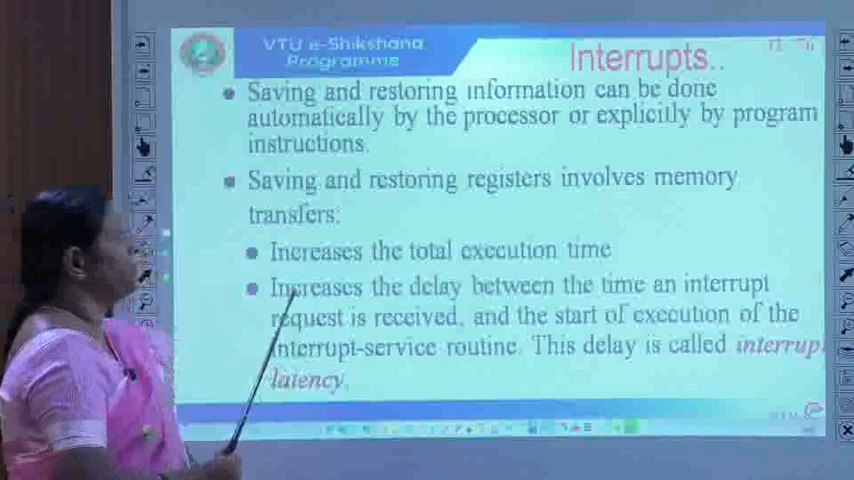 VTU e-Shikshana
Programme
Interrupts..
Saving and restoring information can be done
automatically by the processor or explicitly by program
instructions.
Saving and restoring registers involves memory
transfers:
Increases the total execution time
Increases the delay between the time an interrupt
request is received, and the start of execution of the
interrupt-service routine. This delay is called interrup
latency.